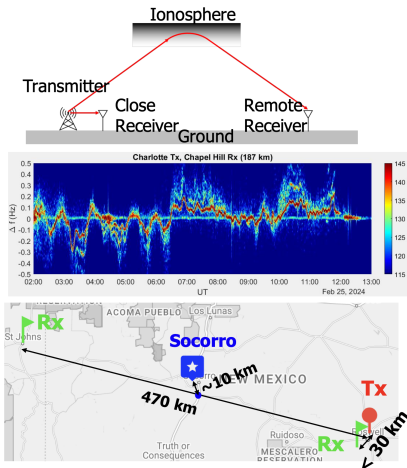 Ionosphere
Transmitter
Close
Receiver
Remote
Receiver
Ground
Charlotte Tx, Chapel Hill Rx (187 km)
Δ f (Hz)
0.5
0.4
0.3
0.2
0.1
0
-0.1
-0.2
-0.3
-0.4
-0.5
145
140
135
130
125
120
115
02:00 03:00 04:00 05:00 06:00 07:00 08:00 09:00 10:00 11:00 12:00 13:00
UT
Feb 25, 2024
ACOMA PUEBLO
Los Lunas
Rx
St Johns
Socorro
~10 km
NEW MEXICO
470 km
Tx
Roswell
Rx
< 30 km
Ruidoso
Truth or
Consequences
MESCALERO
RESERVATION